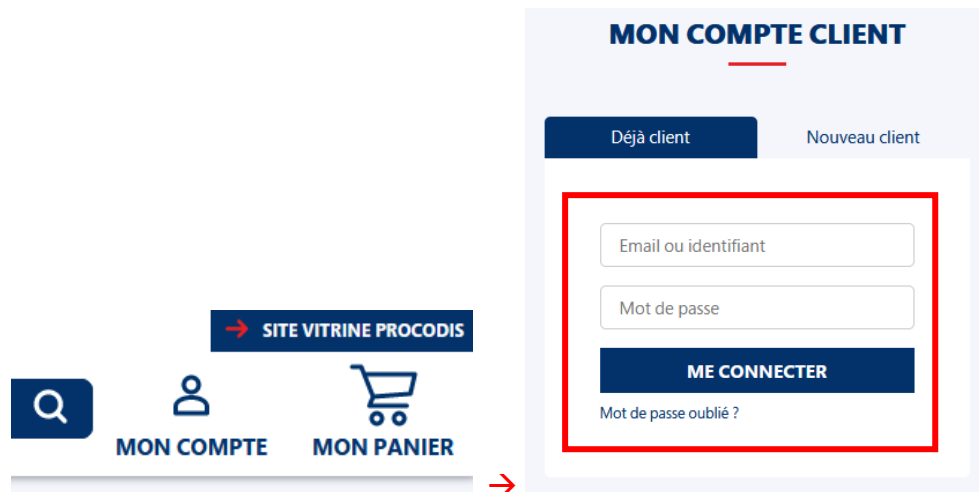 → SITE VITRINE PROCODIS
MON COMPTE
MON PANIER
→
MON COMPTE CLIENT
Déjà client
Nouveau client
Email ou identifiant
Mot de passe
ME CONNECTER
Mot de passe oublié ?